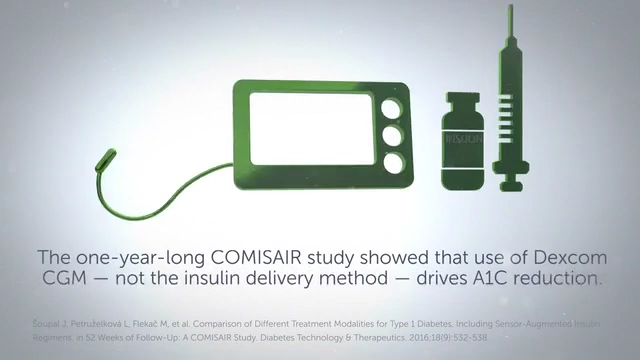 INSULIN
The one-year-long COMISAIR study showed that use of Dexcom
CGM — not the insulin delivery method — drives A1C reduction.
Šoupal J, Petruželková L, Flekač M, et al. Comparison of Different Treatment Modalities for Type 1 Diabetes, Including Sensor-Augmented Insulin
Regimens, in 52 Weeks of Follow-Up: A COMISAIR Study. Diabetes Technology & Therapeutics. 2016;18(9):532-538.